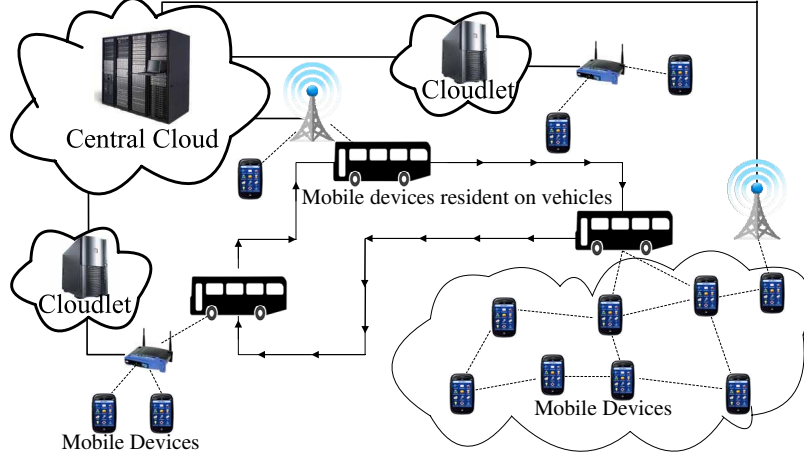 Cloudlet
Central Cloud
Mobile devices resident on vehicles
Cloudlet
Mobile Devices
Mobile Devices